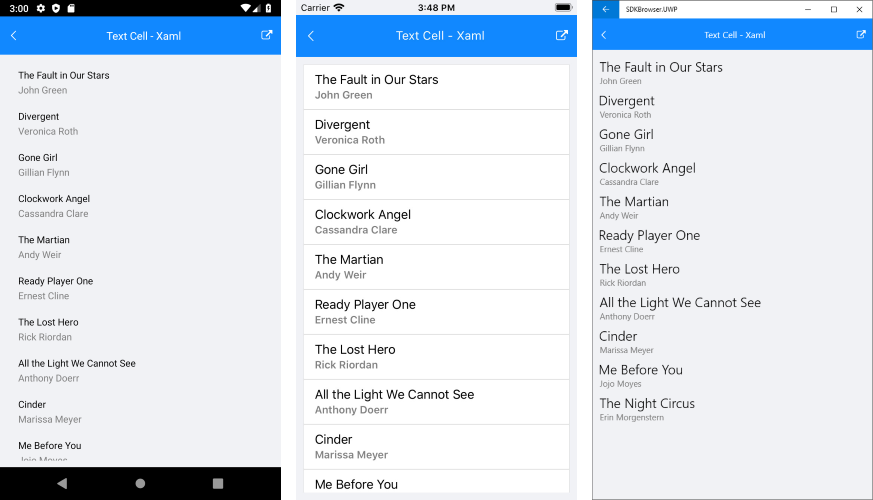 3:00
Text Cell - Xaml
The Fault in Our Stars
John Green
Divergent
Veronica Roth
Gone Girl
Gillian Flynn
Clockwork Angel
Cassandra Clare
The Martian
Andy Weir
Ready Player One
Ernest Cline
The Lost Hero
Rick Riordan
All the Light We Cannot See
Anthony Doerr
Cinder
Marissa Meyer
Me Before You
Jojo Moyes
Carrier 3:48 PM
Text Cell - Xaml
The Fault in Our Stars
John Green
Divergent
Veronica Roth
Gone Girl
Gillian Flynn
Clockwork Angel
Cassandra Clare
The Martian
Andy Weir
Ready Player One
Ernest Cline
The Lost Hero
Rick Riordan
All the Light We Cannot See
Anthony Doerr
Cinder
Marissa Meyer
Me Before You
SDKBrowser.UWP
Text Cell - Xaml
The Fault in Our Stars
John Green
Divergent
Veronica Roth
Gone Girl
Gillian Flynn
Clockwork Angel
Cassandra Clare
The Martian
Andy Weir
Ready Player One
Ernest Cline
The Lost Hero
Rick Riordan
All the Light We Cannot See
Anthony Doerr
Cinder
Marissa Meyer
Me Before You
Jojo Moyes
The Night Circus
Erin Morgenstern